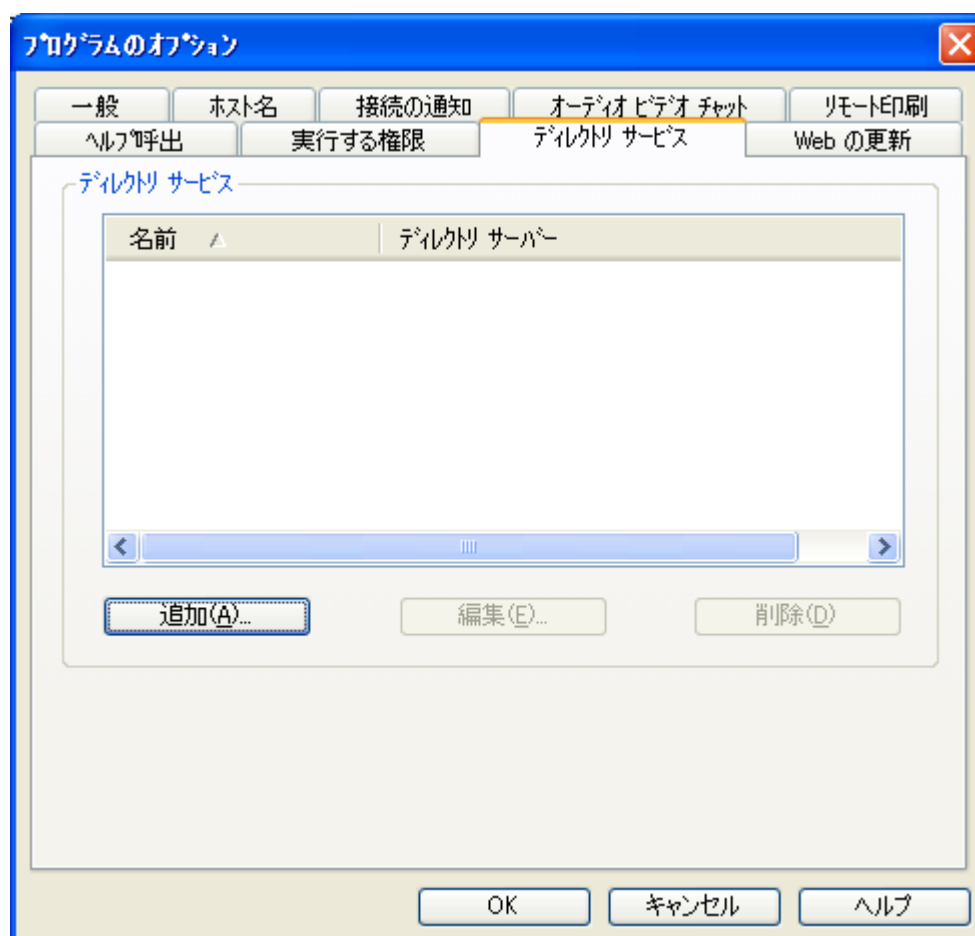 プログラムのオプション
一般 ホスト名 接続の通知 オーディオ ビデオ チャット リモート印刷
ヘルプ呼出 実行する権限 ディレクトリ サービス Web の更新
ディレクトリ サービス
名前 ディレクトリ サーバー
追加(A)... 編集(E)... 削除(D)
OK キャンセル ヘルプ